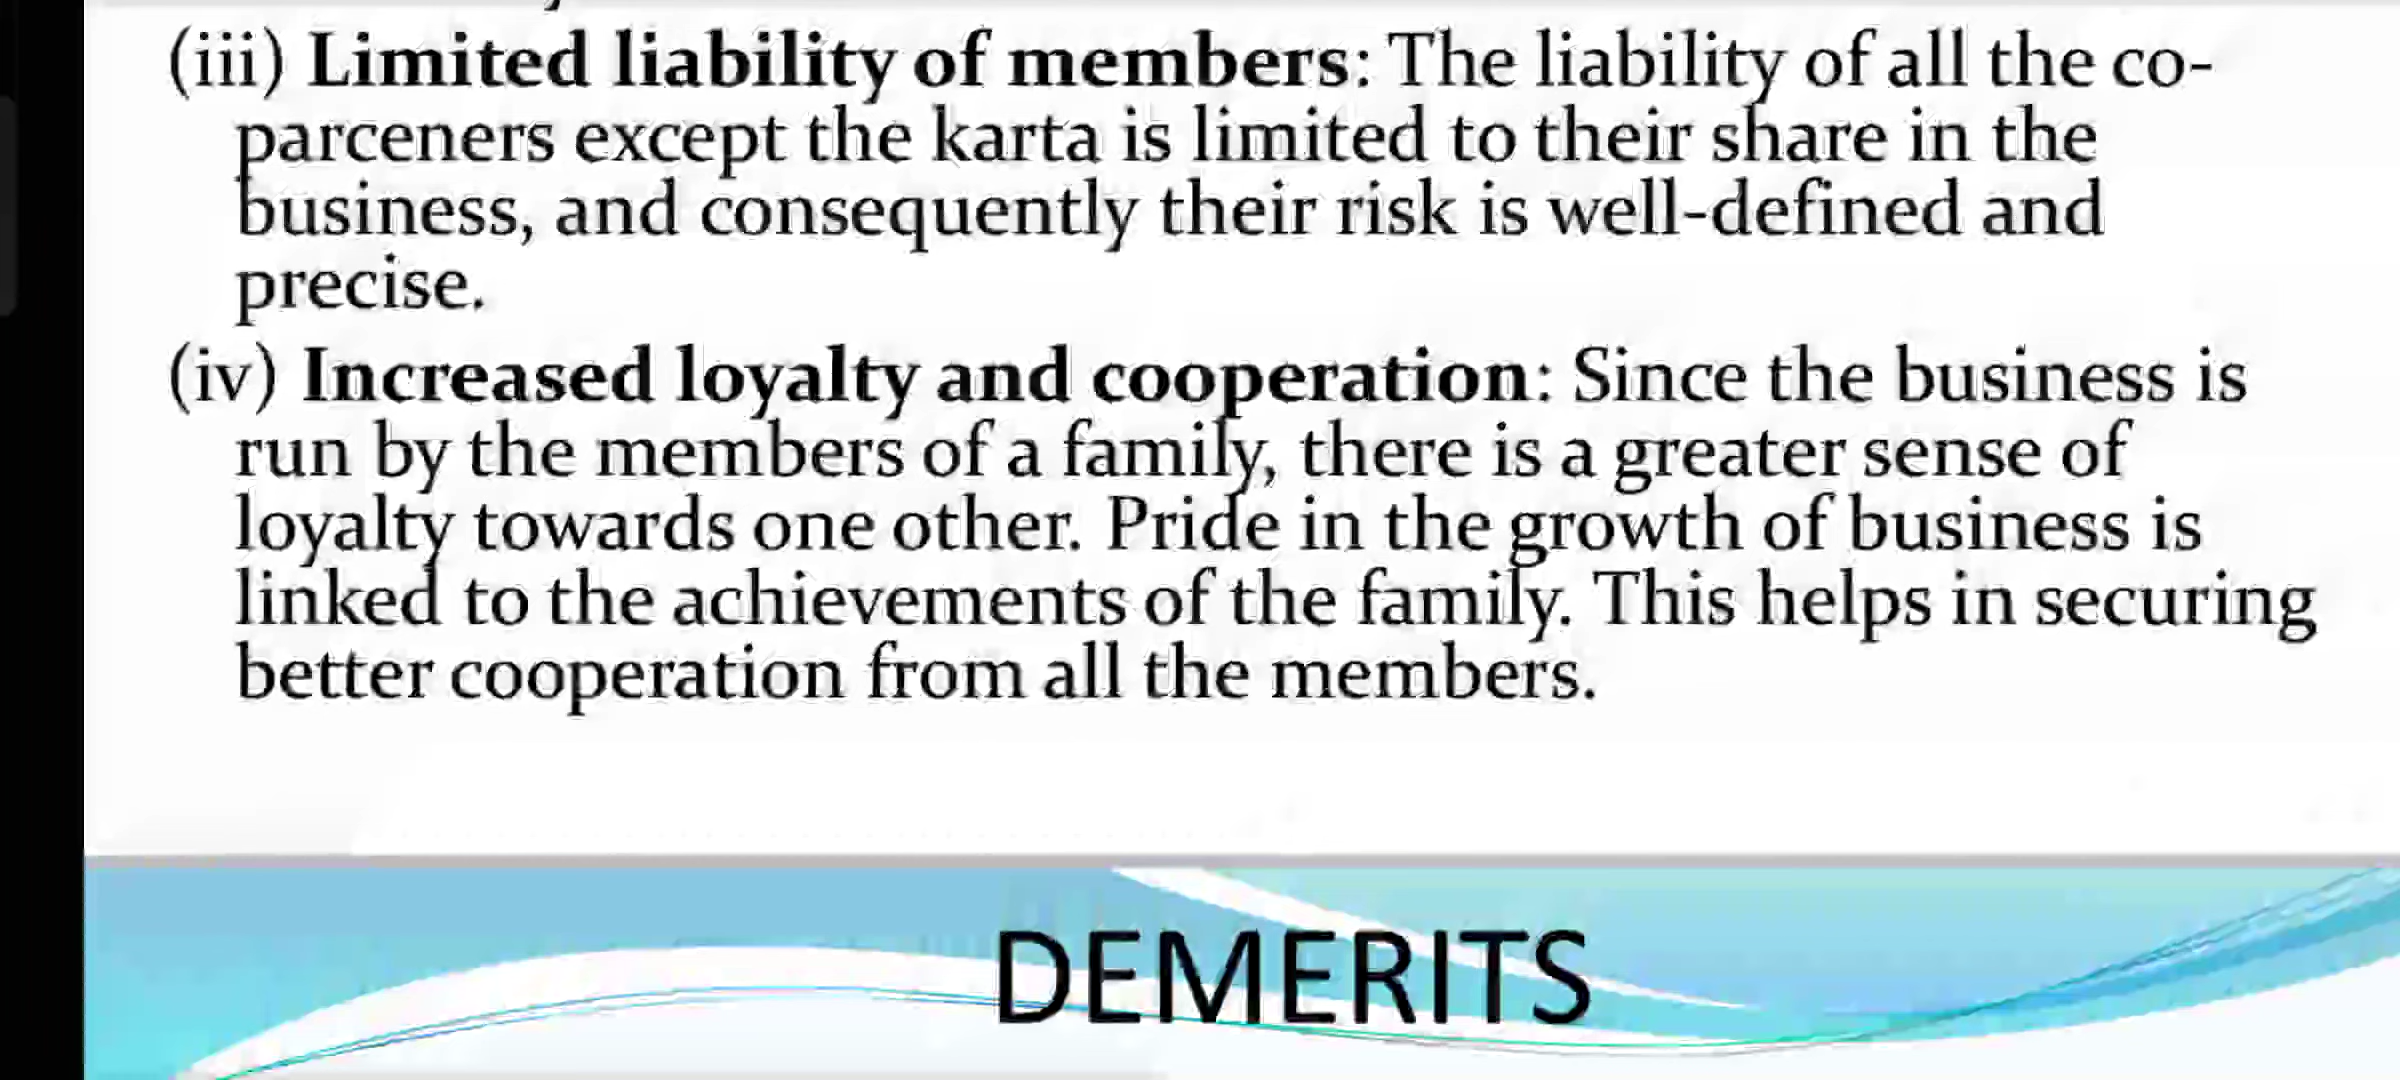 (iii) Limited liability of members: The liability of all the co-
parceners except the karta is limited to their share in the
business, and consequently their risk is well-defined and
precise.
(iv) Increased loyalty and cooperation: Since the business is
run by the members of a family, there is a greater sense of
loyalty towards one other. Pride in the growth of business is
linked to the achievements of the family. This helps in securing
better cooperation from all the members.
DEMERITS